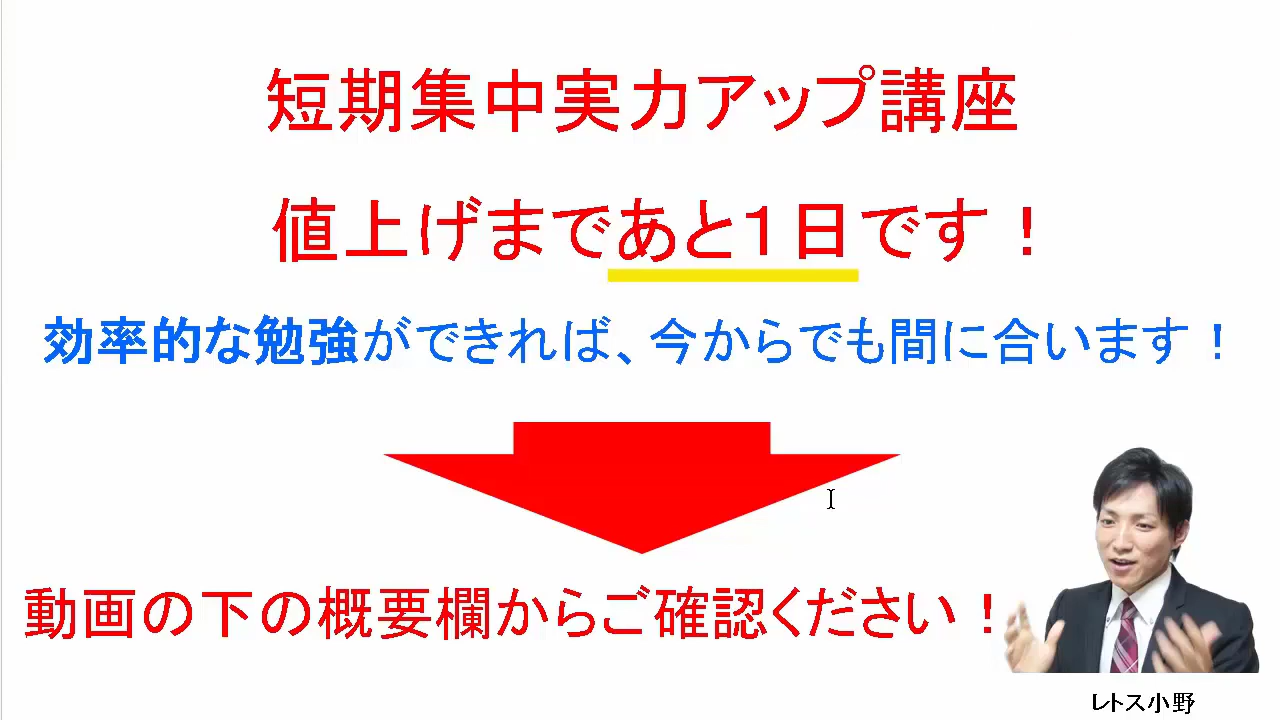 短期集中実力アップ講座
値上げまであと１日です！
効率的な勉強ができれば、今からでも間に合います！
動画の下の概要欄からご確認ください！
レトス小野